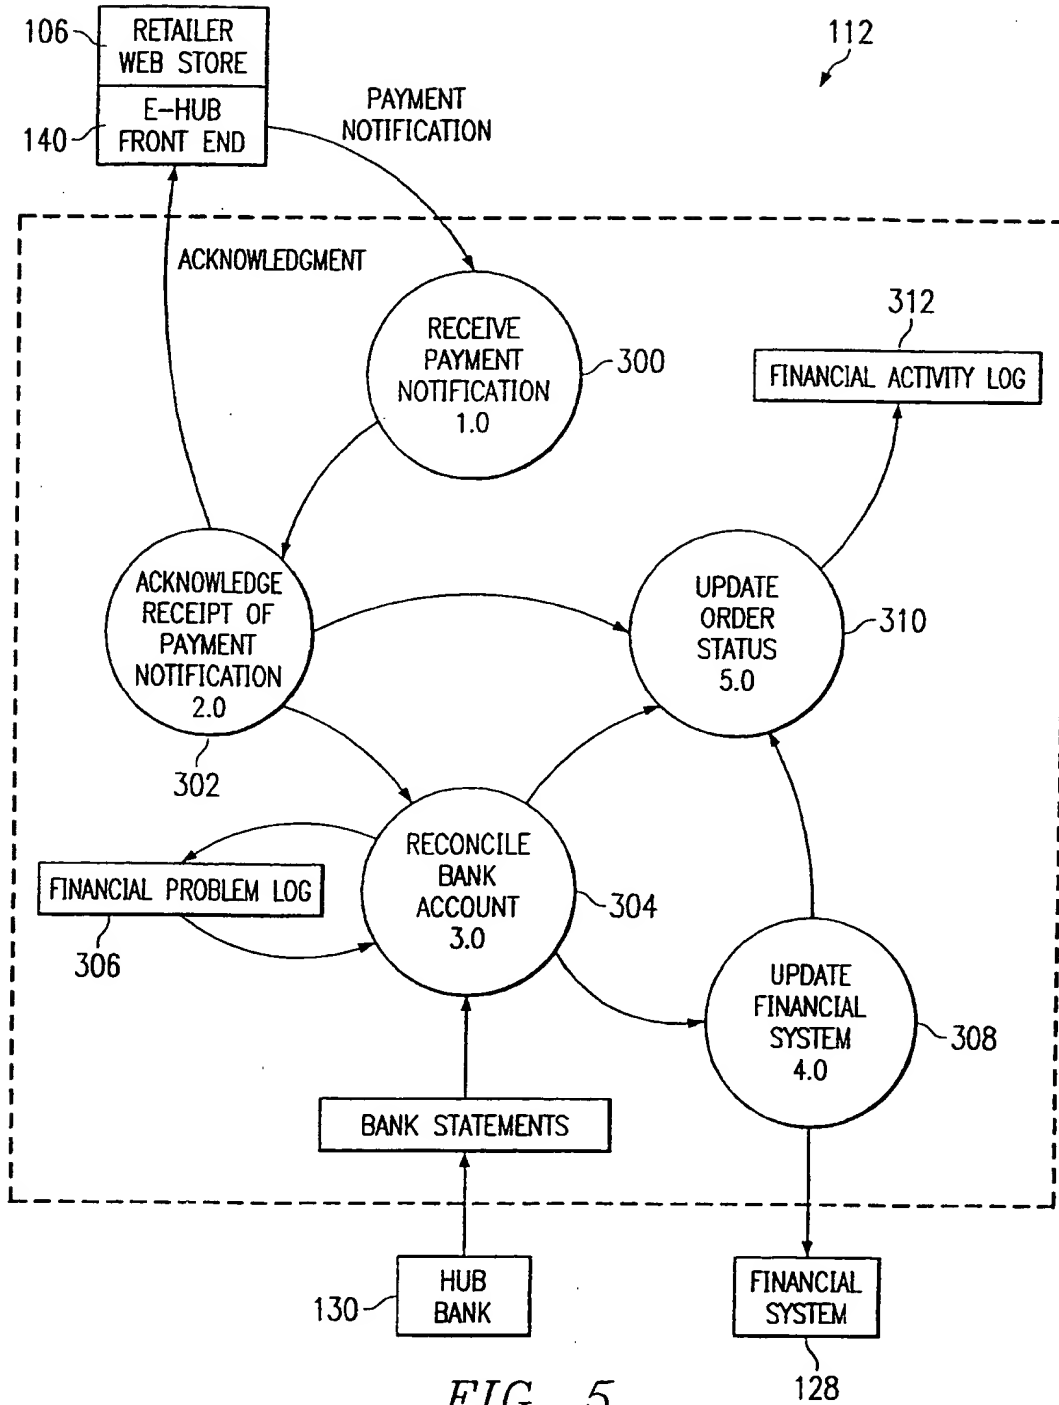 106
RETAILER
WEB STORE
112
140
E-HUB
FRONT END
PAYMENT
NOTIFICATION
ACKNOWLEDGMENT
RECEIVE
PAYMENT
NOTIFICATION
1.0
300
312
FINANCIAL ACTIVITY LOG
ACKNOWLEDGE
RECEIPT OF
PAYMENT
NOTIFICATION
2.0
302
UPDATE
ORDER
STATUS
5.0
310
RECONCILE
BANK
ACCOUNT
3.0
304
FINANCIAL PROBLEM LOG
306
UPDATE
FINANCIAL
SYSTEM
4.0
308
BANK STATEMENTS
130
HUB
BANK
FINANCIAL
SYSTEM
128
FIG. 5